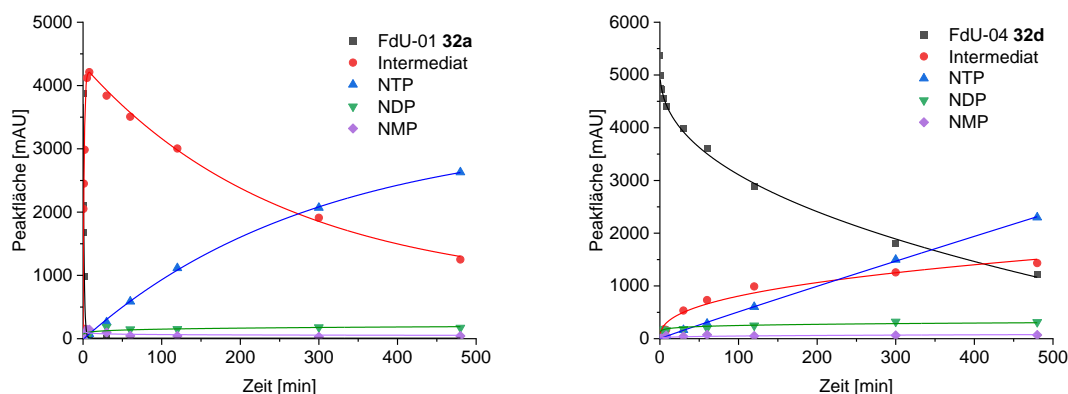 5000
4000
3000
2000
1000
0
Peakfläche [mAU]
0 100 200 300 400 500
Zeit [min]
FdU-01 32a
Intermediat
NTP
NDP
NMP
6000
5000
4000
3000
2000
1000
0
Peakfläche [mAU]
0 100 200 300 400 500
Zeit [min]
FdU-04 32d
Intermediat
NTP
NDP
NMP